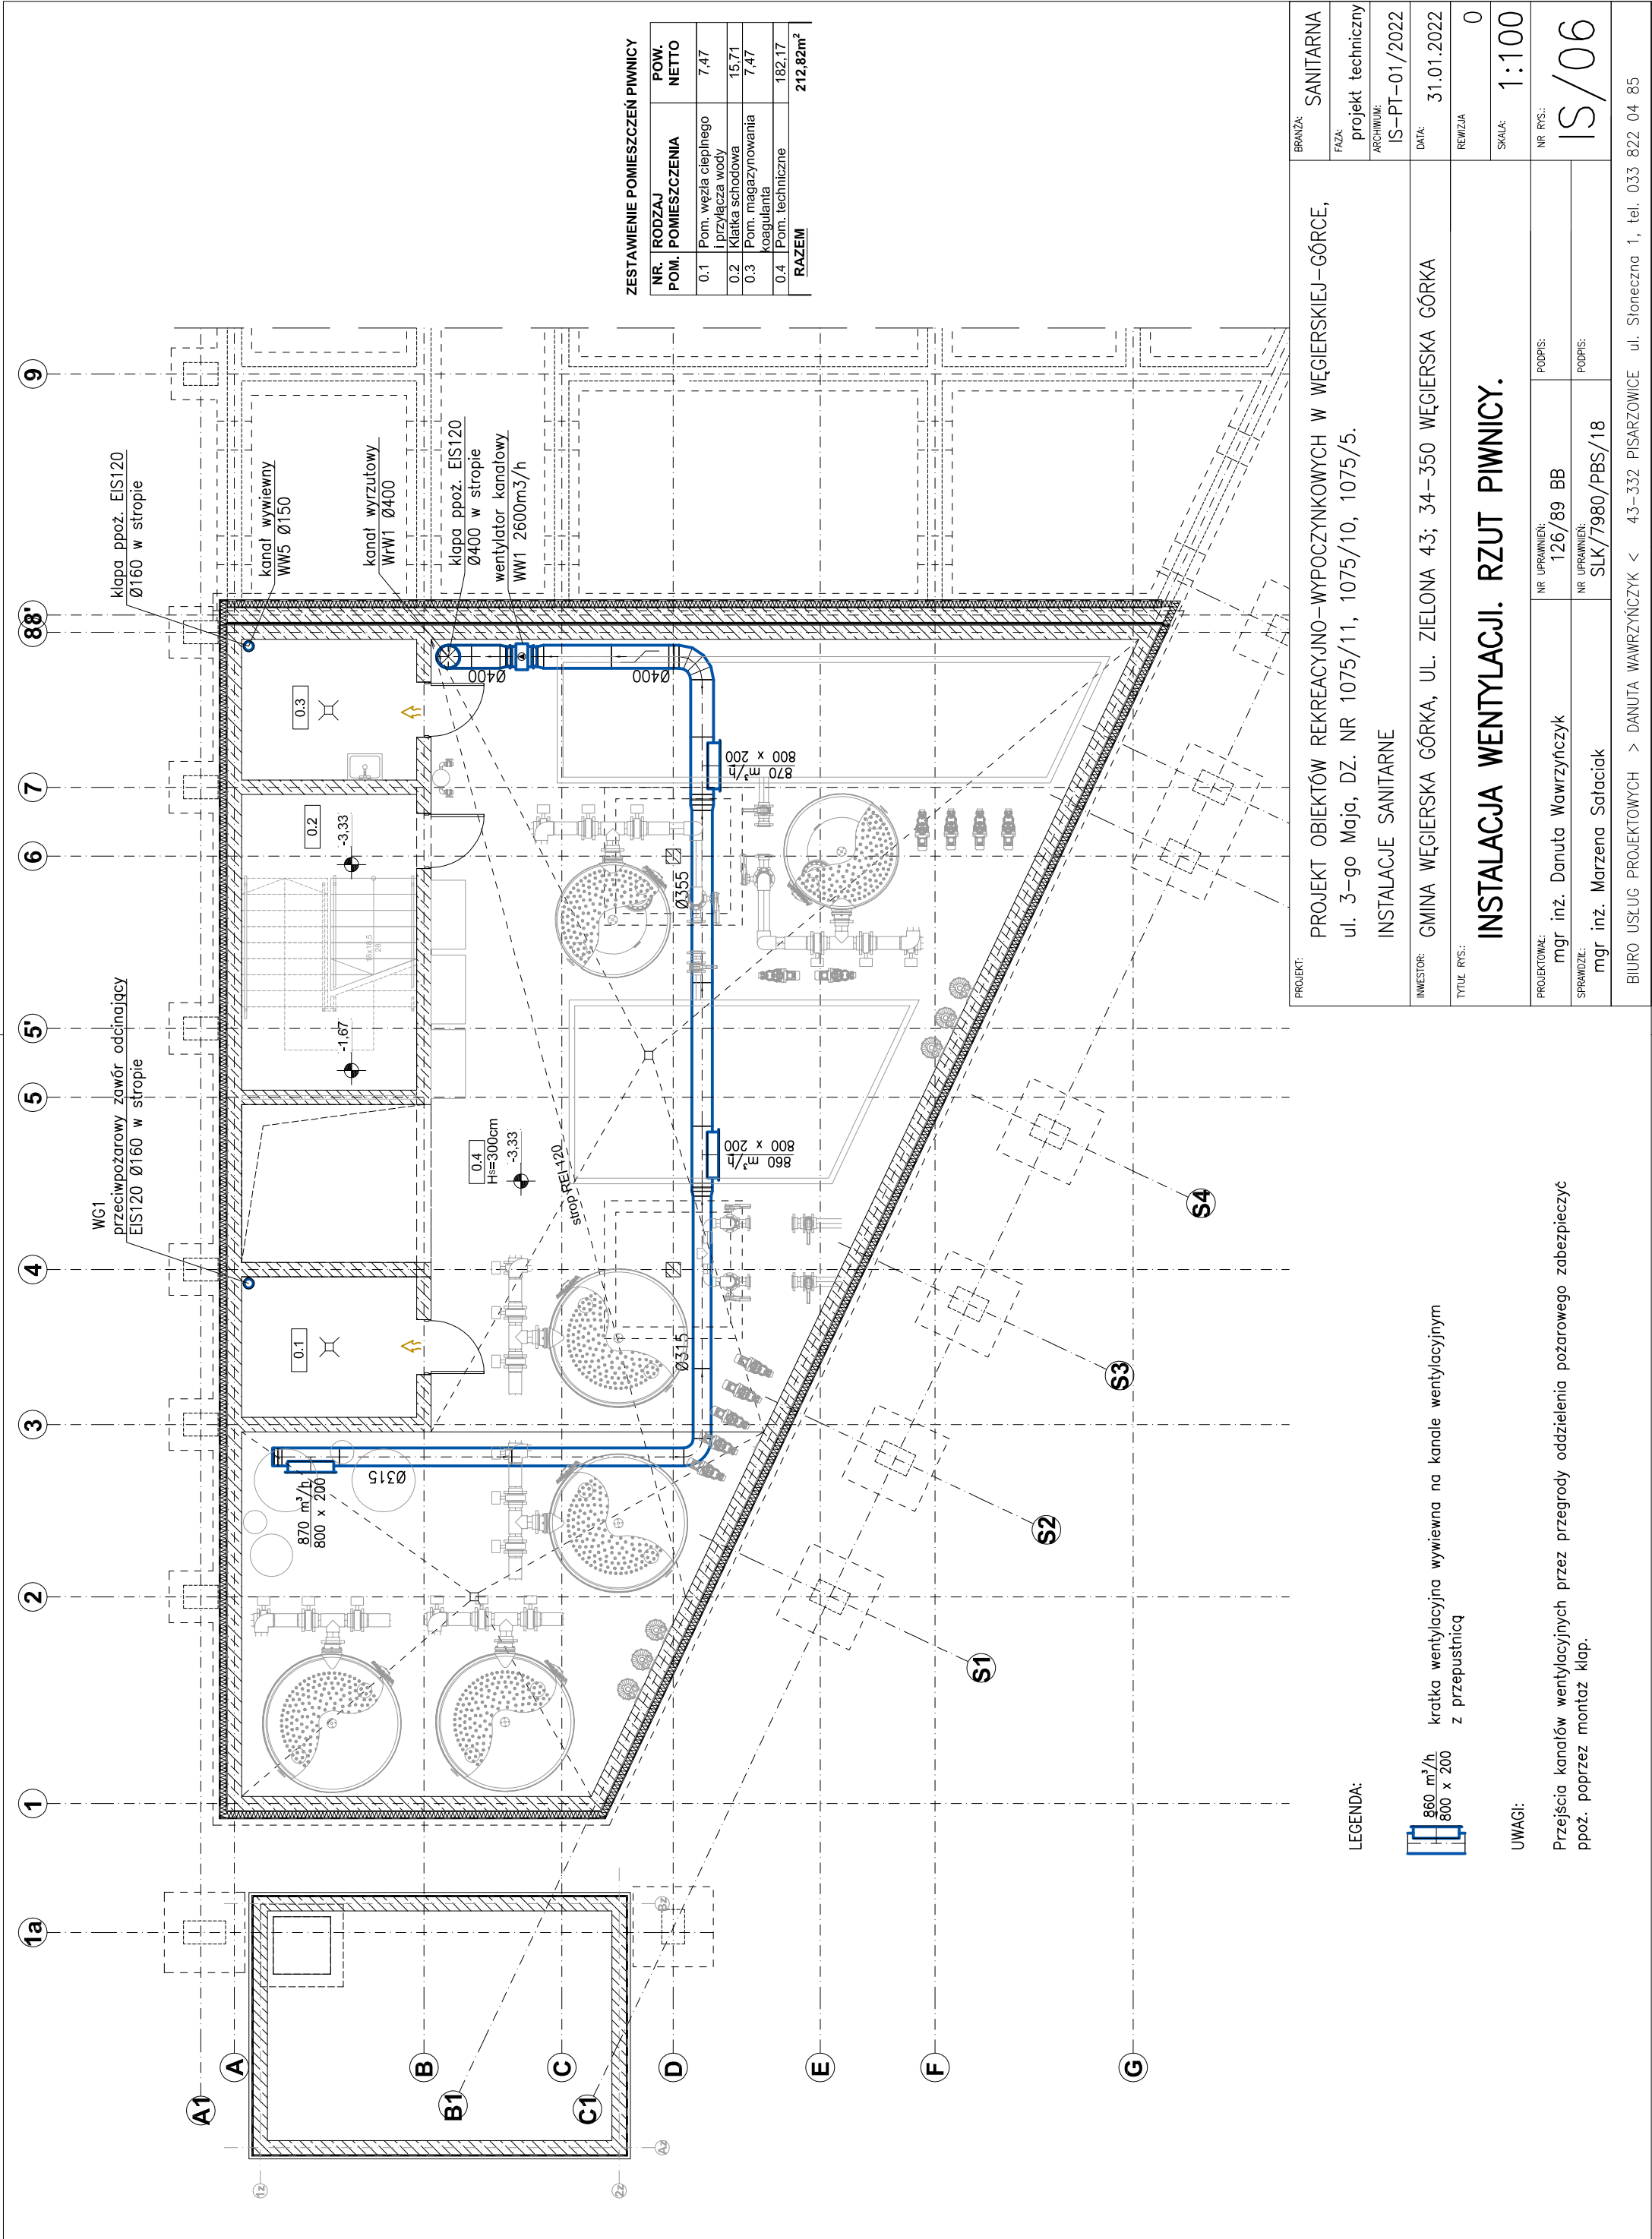 A1
A
B
B1
C
C1
D
E
F
G
1a
1
2
3
4
5
5'
6
7
8
8'
9
S1
S2
S3
S4
1z
2z
Az
Bz
WG1
przeciwpożarowy zawór odcinający
EIS120 Ø160 w stropie
klapa ppoż. EIS120
Ø160 w stropie
kanał wywiewny
WW5 Ø150
kanał wyrzutowy
WrW1 Ø400
klapa ppoż. EIS120
Ø400 w stropie
wentylator kanałowy
WW1 2600m3/h
0.1
0.2
-3,33
-1,67
18x18,5
28
0.3
0.4
Hs=300cm
-3,33
strop REI 120
870 m³/h
800 x 200
Ø315
Ø315
860 m³/h
800 x 200
Ø355
870 m³/h
800 x 200
Ø400
Ø400
ZESTAWIENIE POMIESZCZEŃ PIWNICY
NR. POM. RODZAJ POMIESZCZENIA POW. NETTO
0.1 Pom. węzła cieplnego i przyłącza wody 7,47
0.2 Klatka schodowa 15,71
0.3 Pom. magazynowania koagulanta 7,47
0.4 Pom. techniczne 182,17
RAZEM 212,82m²
LEGENDA:
860 m³/h
800 x 200
kratka wentylacyjna wywiewna na kanale wentylacyjnym
z przepustnicą
UWAGI:
Przejścia kanałów wentylacyjnych przez przegrody oddzielenia pożarowego zabezpieczyć
ppoż. poprzez montaż klap.
PROJEKT:
PROJEKT OBIEKTÓW REKREACYJNO-WYPOCZYNKOWYCH W WĘGIERSKIEJ-GÓRCE,
ul. 3-go Maja, DZ. NR 1075/11, 1075/10, 1075/5.
INSTALACJE SANITARNE
BRANŻA: SANITARNA
FAZA: projekt techniczny
ARCHIWUM: IS-PT-01/2022
INWESTOR: GMINA WĘGIERSKA GÓRKA, UL. ZIELONA 43; 34-350 WĘGIERSKA GÓRKA
DATA: 31.01.2022
TYTUŁ RYS.:
INSTALACJA WENTYLACJI. RZUT PIWNICY.
REWIZJA 0
SKALA: 1:100
PROJEKTOWAŁ: mgr inż. Danuta Wawrzyńczyk
NR UPRAWNIEŃ: 126/89 BB
PODPIS:
NR RYS.: IS/06
SPRAWDZIŁ: mgr inż. Marzena Sałaciak
NR UPRAWNIEŃ: SLK/7980/PBS/18
PODPIS:
BIURO USŁUG PROJEKTOWYCH > DANUTA WAWRZYŃCZYK < 43-332 PISARZOWICE ul. Słoneczna 1, tel. 033 822 04 85